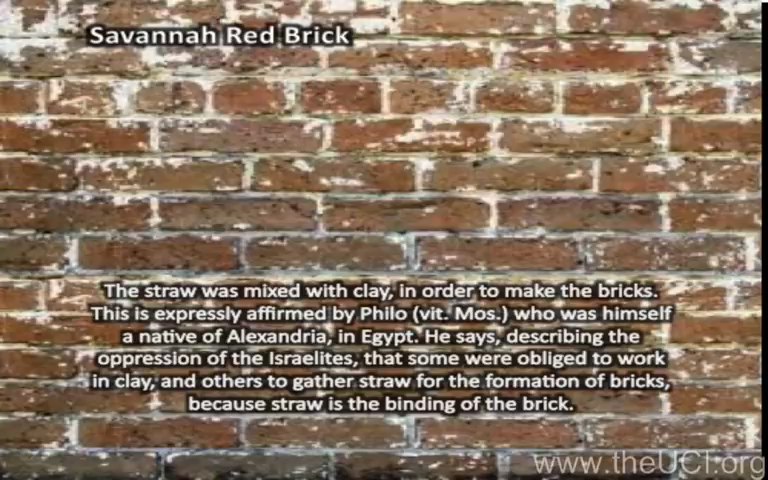 Savannah Red Brick
The straw was mixed with clay, in order to make the bricks.
This is expressly affirmed by Philo (vit. Mos.) who was himself
a native of Alexandria, in Egypt. He says, describing the
oppression of the Israelites, that some were obliged to work
in clay, and others to gather straw for the formation of bricks,
because straw is the binding of the brick.
www.theUCI.org